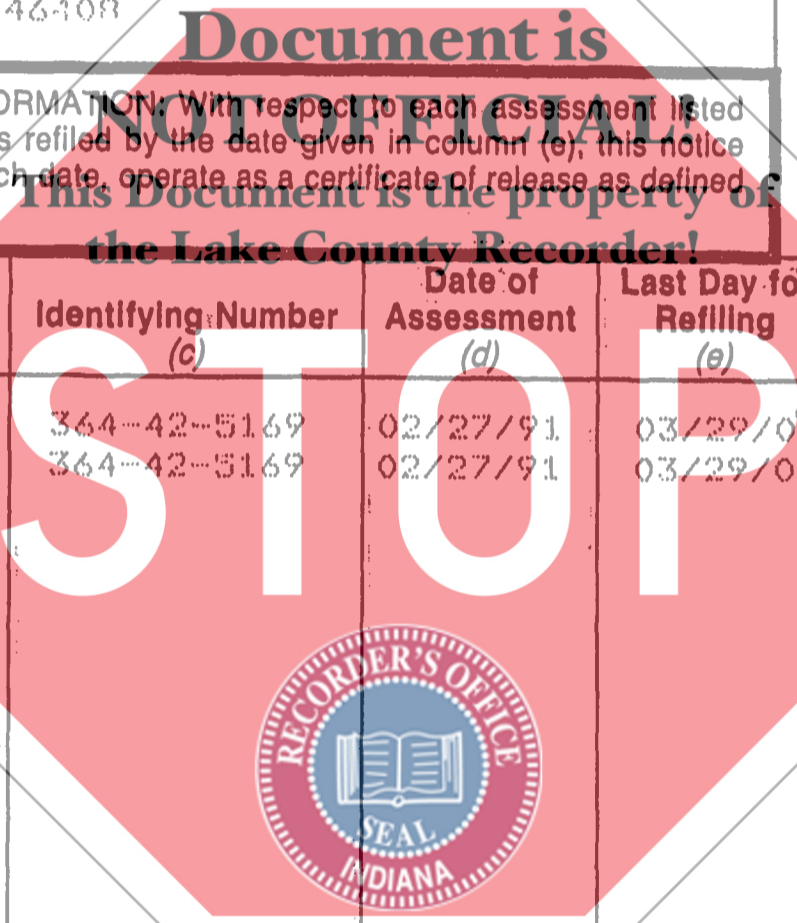 46408
Document is
NOT OFFICIAL!
ORMATION: With respect to each assessment listed
s refiled by the date given in column (e), this notice
ch date, operate as a certificate of release as defined
This Document is the property of
the Lake County Recorder!
Identifying Number
(c)
Date of
Assessment
(d)
Last Day fo
Refiling
(e)
364-42-5169 02/27/91 03/29/0
364-42-5169 02/27/91 03/29/0
STOP
RECORDER'S OFFICE
SEAL
INDIANA